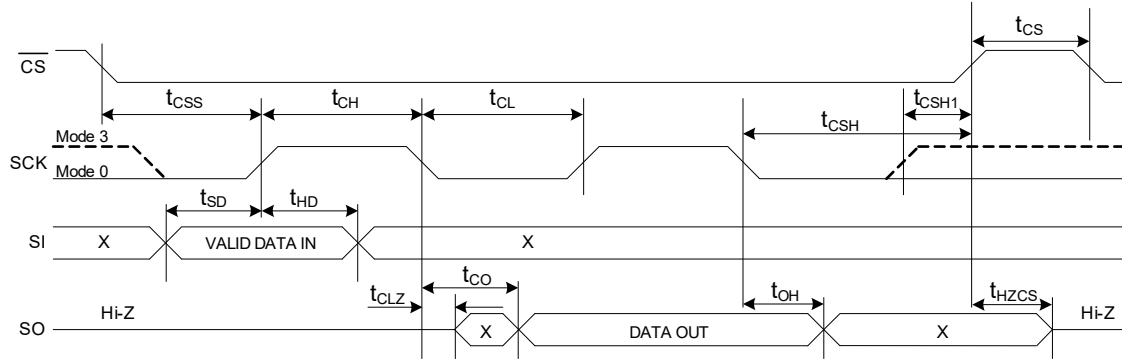 tCS
CS
tCSS
tCH
tCL
tCSH1
tCSH
Mode 3
SCK
Mode 0
tSD
tHD
SI
X
VALID DATA IN
X
tCO
tCLZ
tOH
tHZCS
Hi-Z
Hi-Z
SO
X
DATA OUT
X